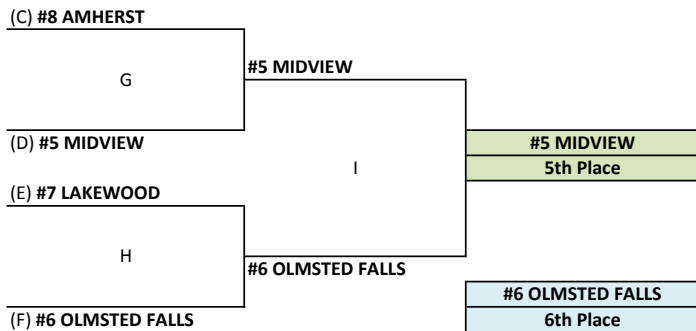 (C) #8 AMHERST
G
#5 MIDVIEW
(D) #5 MIDVIEW
#5 MIDVIEW
5th Place
I
(E) #7 LAKEWOOD
H
#6 OLMSTED FALLS
(F) #6 OLMSTED FALLS
#6 OLMSTED FALLS
6th Place